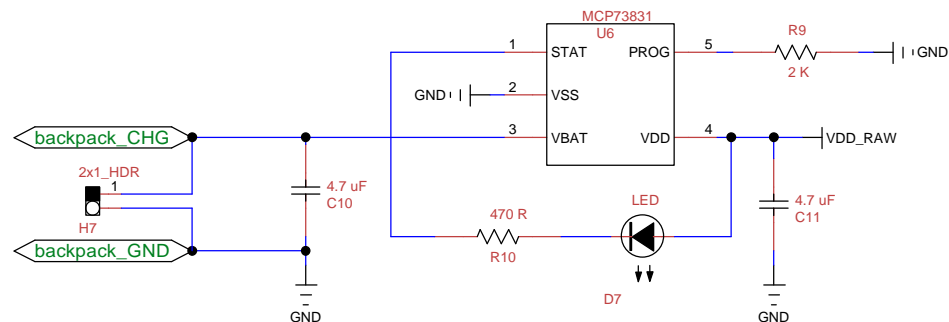 MCP73831
U6
R9
1
STAT
PROG
5
2 K
GND
GND
2
VSS
backpack_CHG
3
VBAT
VDD
4
VDD_RAW
2x1_HDR
1
H7
4.7 uF
C10
470 R
R10
LED
D7
4.7 uF
C11
backpack_GND
GND
GND